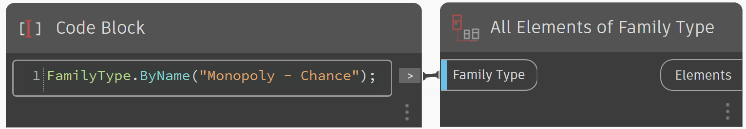 Code Block
1 FamilyType.ByName("Monopoly - Chance");
>
All Elements of Family Type
Family Type
Elements